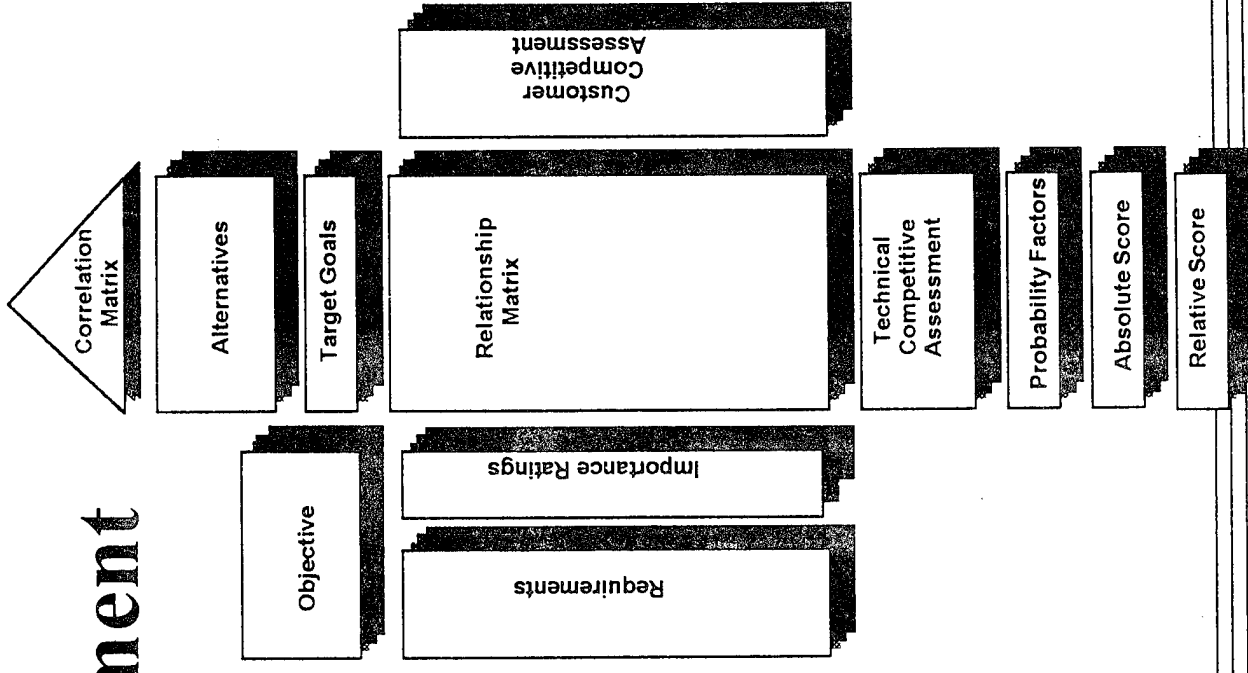 ment
Correlation
Matrix
Alternatives
Target Goals
Objective
Relationship
Matrix
Importance Ratings
Requirements
Customer
Competitive
Assessment
Technical
Competitive
Assessment
Probability Factors
Absolute Score
Relative Score